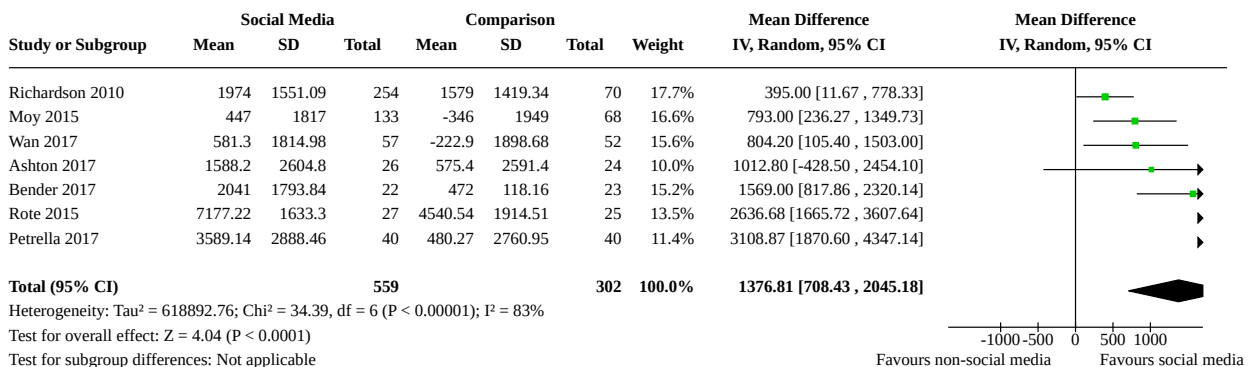 Social Media Comparison Mean Difference Mean Difference
Study or Subgroup Mean SD Total Mean SD Total Weight IV, Random, 95% CI IV, Random, 95% CI
Richardson 2010 1974 1551.09 254 1579 1419.34 70 17.7% 395.00 [11.67 , 778.33]
Moy 2015 447 1817 133 -346 1949 68 16.6% 793.00 [236.27 , 1349.73]
Wan 2017 581.3 1814.98 57 -222.9 1898.68 52 15.6% 804.20 [105.40 , 1503.00]
Ashton 2017 1588.2 2604.8 26 575.4 2591.4 24 10.0% 1012.80 [-428.50 , 2454.10]
Bender 2017 2041 1793.84 22 472 118.16 23 15.2% 1569.00 [817.86 , 2320.14]
Rote 2015 7177.22 1633.3 27 4540.54 1914.51 25 13.5% 2636.68 [1665.72 , 3607.64]
Petrella 2017 3589.14 2888.46 40 480.27 2760.95 40 11.4% 3108.87 [1870.60 , 4347.14]
Total (95% CI) 559 302 100.0% 1376.81 [708.43 , 2045.18]
Heterogeneity: Tau² = 618892.76; Chi² = 34.39, df = 6 (P < 0.00001); I² = 83%
Test for overall effect: Z = 4.04 (P < 0.0001)
-1000 -500 0 500 1000
Test for subgroup differences: Not applicable Favours non-social media Favours social media